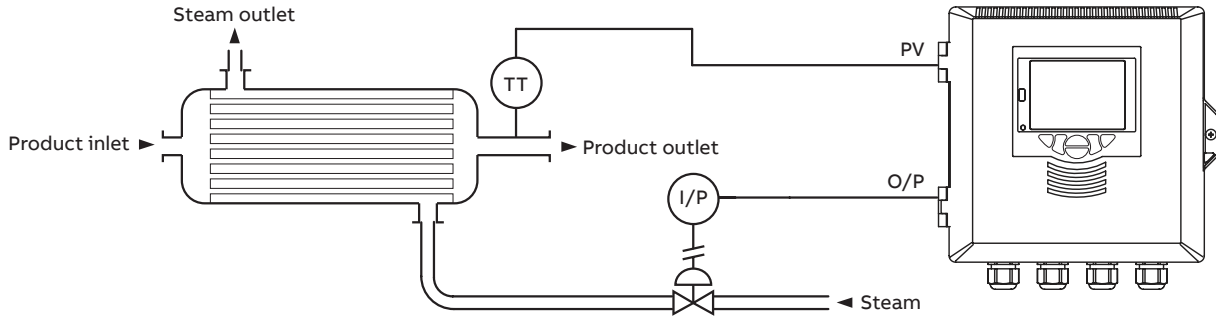 Steam outlet
PV
TT
Product inlet
Product outlet
O/P
I/P
Steam